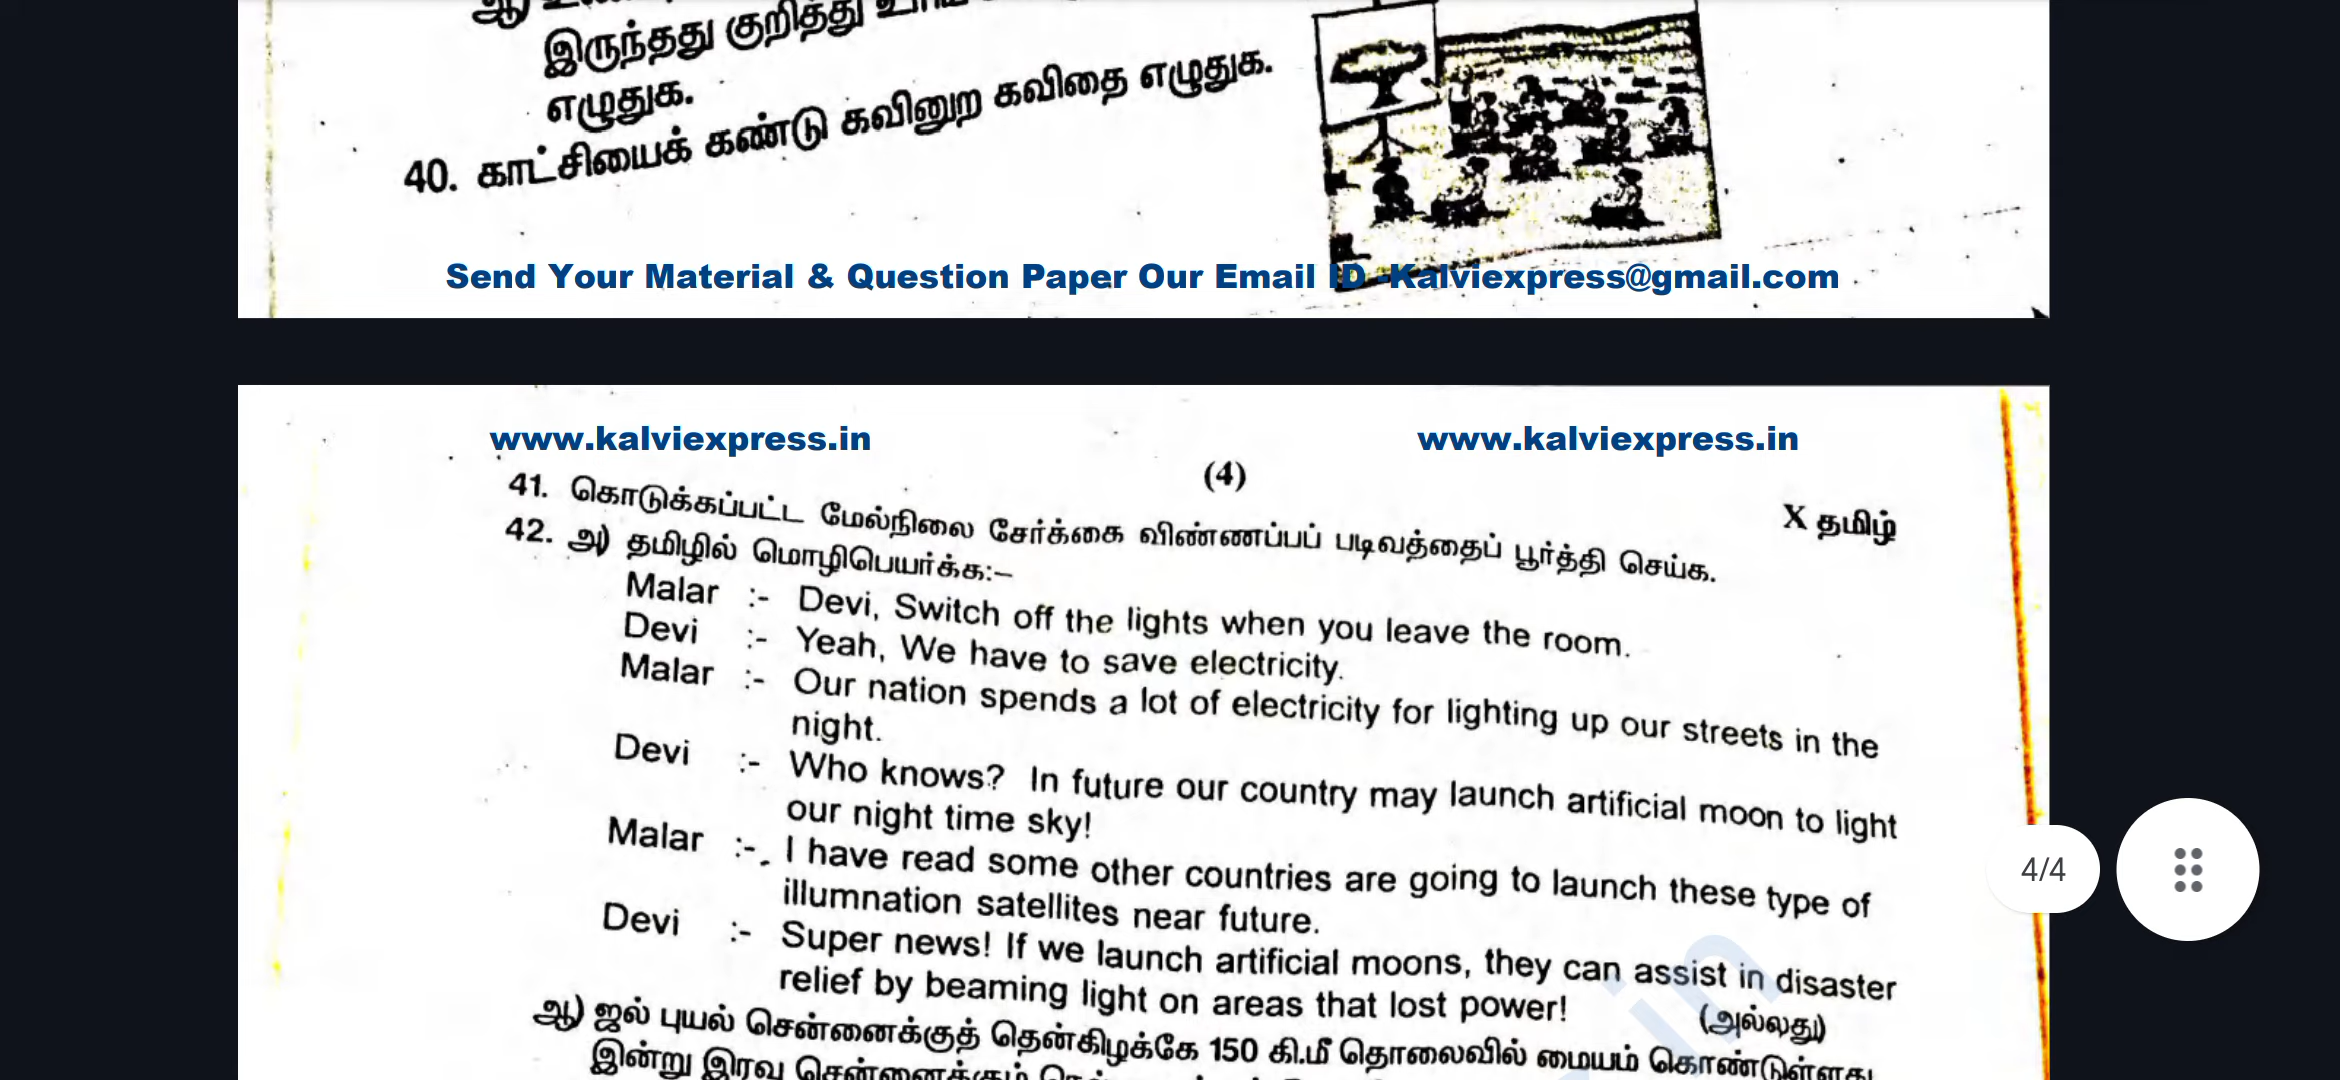 இருந்தது குறித்து
எழுதுக.
40. காட்சியைக் கண்டு கவினுற கவிதை எழுதுக.
Send Your Material & Question Paper Our Email ID -Kalviexpress@gmail.com
www.kalviexpress.in www.kalviexpress.in
(4)
X தமிழ்
41. கொடுக்கப்பட்ட மேல்நிலை சேர்க்கை விண்ணப்பப் படிவத்தைப் பூர்த்தி செய்க.
42. அ) தமிழில் மொழிபெயர்க்க:–
Malar :- Devi, Switch off the lights when you leave the room.
Devi :- Yeah, We have to save electricity.
Malar :- Our nation spends a lot of electricity for lighting up our streets in the
night.
Devi :- Who knows? In future our country may launch artificial moon to light
our night time sky!
Malar :- I have read some other countries are going to launch these type of
illumnation satellites near future.
Devi :- Super news! If we launch artificial moons, they can assist in disaster
relief by beaming light on areas that lost power!
(அல்லது)
ஆ) ஜல் புயல் சென்னைக்குத் தென்கிழக்கே 150 கி.மீ தொலைவில் மையம் கொண்டுள்ளது
இன்று இரவு சென்னைக்கும்
in
4/4